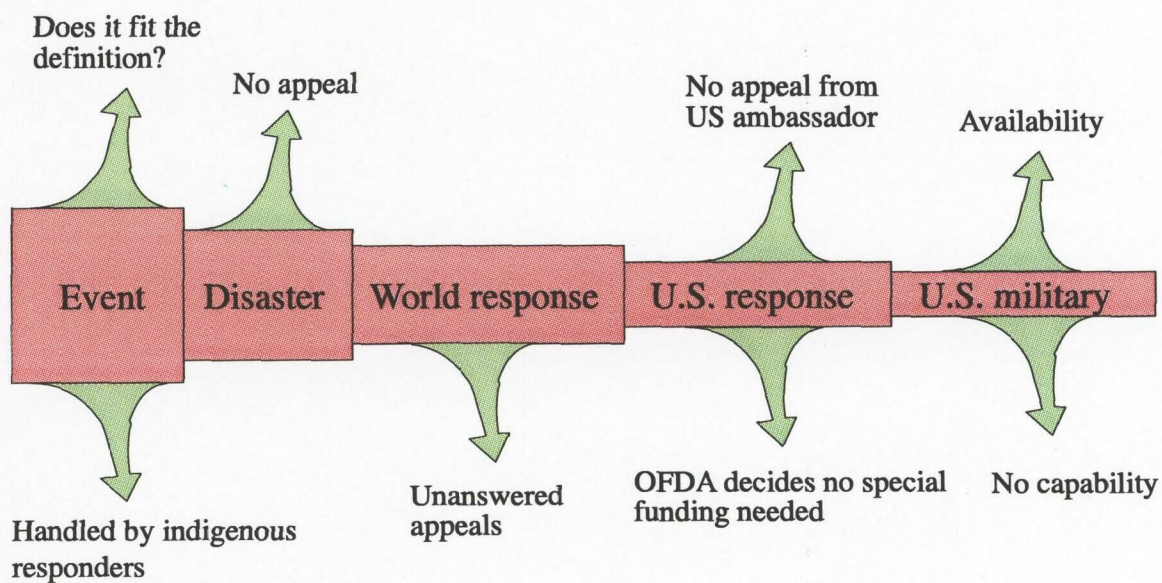 Does it fit the
definition?
No appeal
No appeal from
US ambassador
Availability
Event
Disaster
World response
U.S. response
U.S. military
Handled by indigenous
responders
Unanswered
appeals
OFDA decides no special
funding needed
No capability